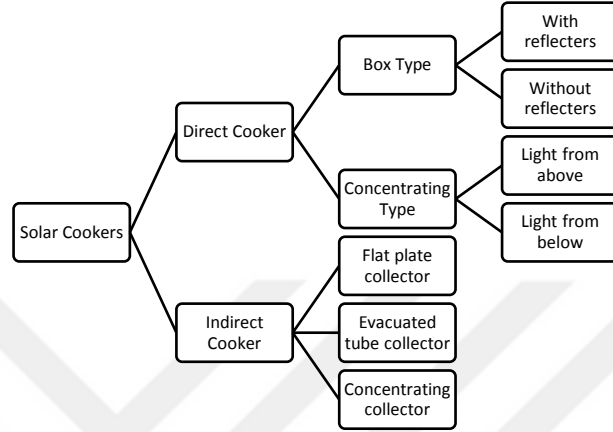 Solar Cookers
Direct Cooker
Box Type
With
reflecters
Without
reflecters
Concentrating
Type
Light from
above
Light from
below
Indirect
Cooker
Flat plate
collector
Evacuated
tube collector
Concentrating
collector